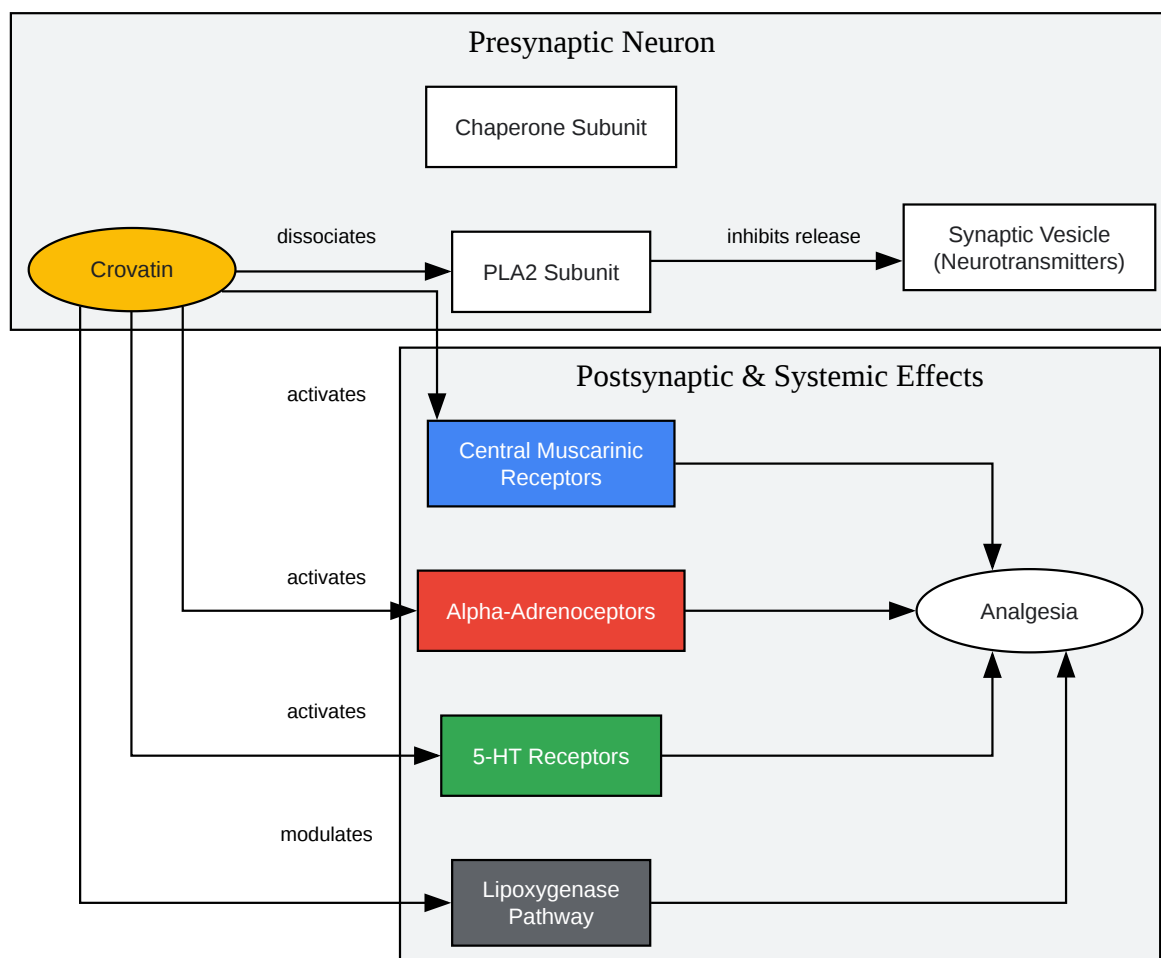 Presynaptic Neuron
Chaperone Subunit
dissociates
inhibits release
Synaptic Vesicle
(Neurotransmitters)
Crovatin
PLA2 Subunit
Postsynaptic & Systemic Effects
activates
Central Muscarinic
Receptors
activates
Alpha-Adrenoceptors
Analgesia
activates
5-HT Receptors
modulates
Lipoxygenase
Pathway